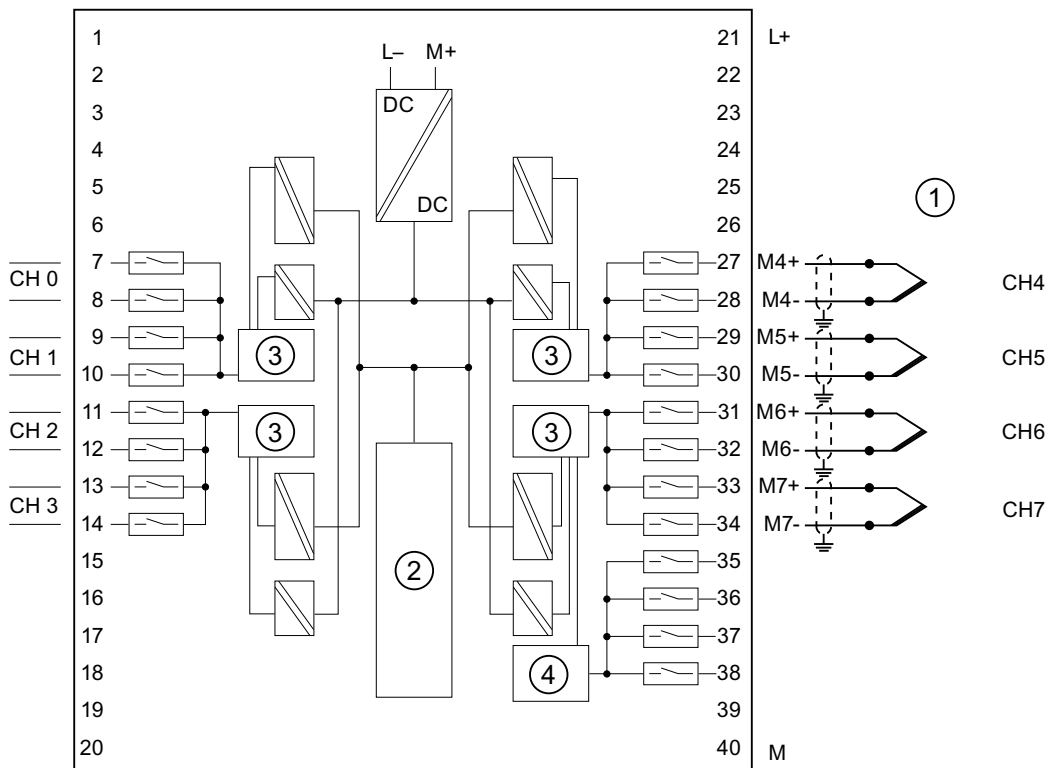 1 21 L+
L– M+
2 22
DC
3 23
4 24
5 25
①
DC
6 26
7 27 M4+
CH 0 CH4
8 28 M4-
9 29 M5+
CH 1 ③ ③ CH5
10 30 M5-
11 31 M6+
CH 2 ③ ③ CH6
12 32 M6-
13 33 M7+
CH 3 CH7
14 34 M7-
15 35
②
16 36
17 37
18 ④ 38
19 39
20 40 M